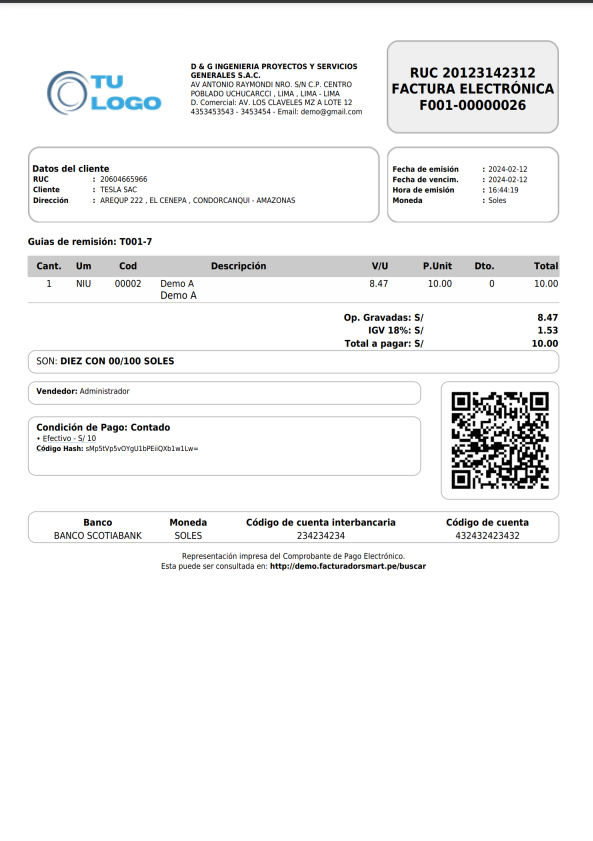 TU
LOGO
D & G INGENIERIA PROYECTOS Y SERVICIOS
GENERALES S.A.C.
AV ANTONIO RAYMONDI NRO. S/N C.P. CENTRO
POBLADO UCHUCARCCI , LIMA , LIMA - LIMA
D. Comercial: AV. LOS CLAVELES MZ A LOTE 12
4353453543 - 3453454 - Email: demo@gmail.com
RUC 20123142312
FACTURA ELECTRÓNICA
F001-00000026
Datos del cliente
RUC : 20604665966
Cliente : TESLA SAC
Dirección : AREQUP 222 , EL CENEPA , CONDORCANQUI - AMAZONAS
Fecha de emisión : 2024-02-12
Fecha de vencim. : 2024-02-12
Hora de emisión : 16:44:19
Moneda : Soles
Guias de remisión: T001-7
Cant. Um Cod Descripción V/U P.Unit Dto. Total
1 NIU 00002 Demo A 8.47 10.00 0 10.00
Demo A
Op. Gravadas: S/ 8.47
IGV 18%: S/ 1.53
Total a pagar: S/ 10.00
SON: DIEZ CON 00/100 SOLES
Vendedor: Administrador
Condición de Pago: Contado
• Efectivo - S/ 10
Código Hash: sMp5tVp5vOYgU1bPEiiQXb1w1Lw=
Banco Moneda Código de cuenta interbancaria Código de cuenta
BANCO SCOTIABANK SOLES 234234234 432432423432
Representación impresa del Comprobante de Pago Electrónico.
Esta puede ser consultada en: http://demo.facturadorsmart.pe/buscar